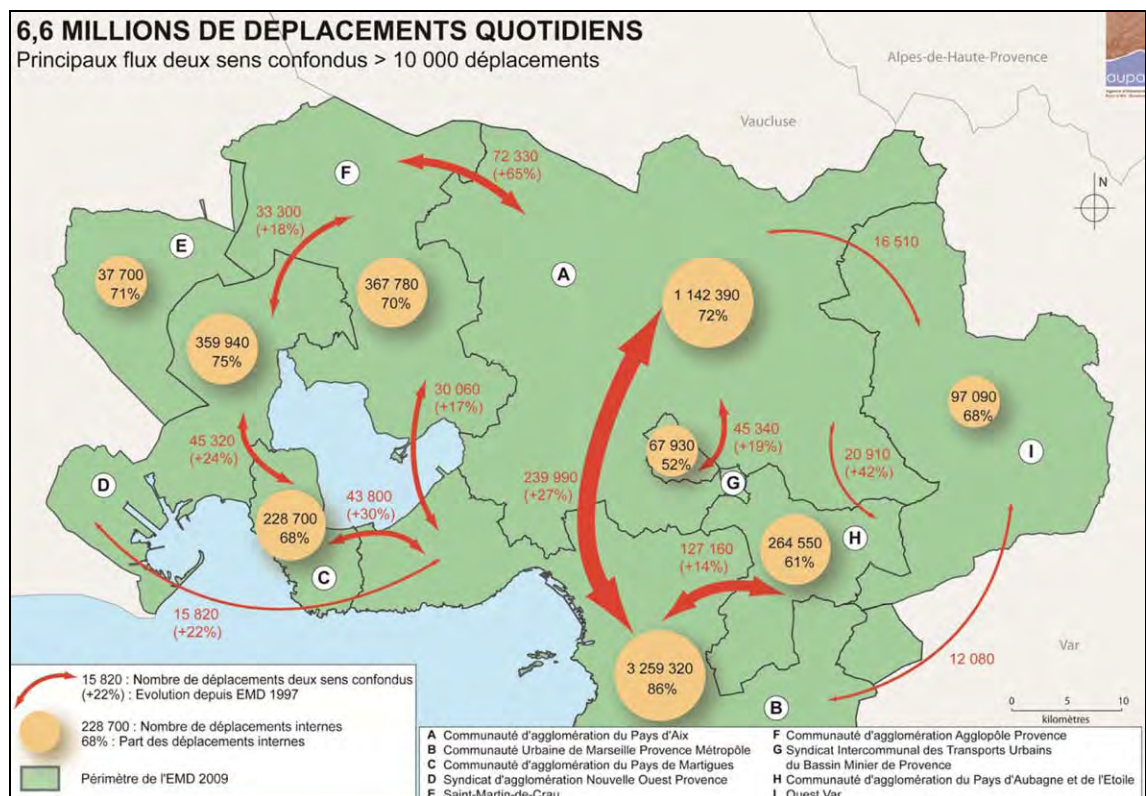 6,6 MILLIONS DE DÉPLACEMENTS QUOTIDIENS
Principaux flux deux sens confondus > 10 000 déplacements
Alpes-de-Haute-Provence
aupa
Vaucluse
N
72 330
(+65%)
F
33 300
(+18%)
E
16 510
37 700
71%
367 780
70%
A
1 142 390
72%
359 940
75%
30 060
(+17%)
97 090
68%
45 320
(+24%)
67 930
52%
45 340
(+19%)
20 910
(+42%)
I
D
239 990
(+27%)
G
43 800
(+30%)
228 700
68%
127 160
(+14%)
264 550
61%
H
C
15 820
(+22%)
Var
12 080
3 259 320
86%
B
15 820 : Nombre de déplacements deux sens confondus
(+22%) : Evolution depuis EMD 1997
228 700 : Nombre de déplacements internes
68% : Part des déplacements internes
Périmètre de l'EMD 2009
0 5 10
kilomètres
A Communauté d'agglomération du Pays d'Aix
B Communauté Urbaine de Marseille Provence Métropôle
C Communauté d'agglomération du Pays de Martigues
D Syndicat d'agglomération Nouvelle Ouest Provence
E Saint-Martin-de-Crau
F Communauté d'agglomération Agglopôle Provence
G Syndicat Intercommunal des Transports Urbains
du Bassin Minier de Provence
H Communauté d'agglomération du Pays d'Aubagne et de l'Etoile
I Ouest Var